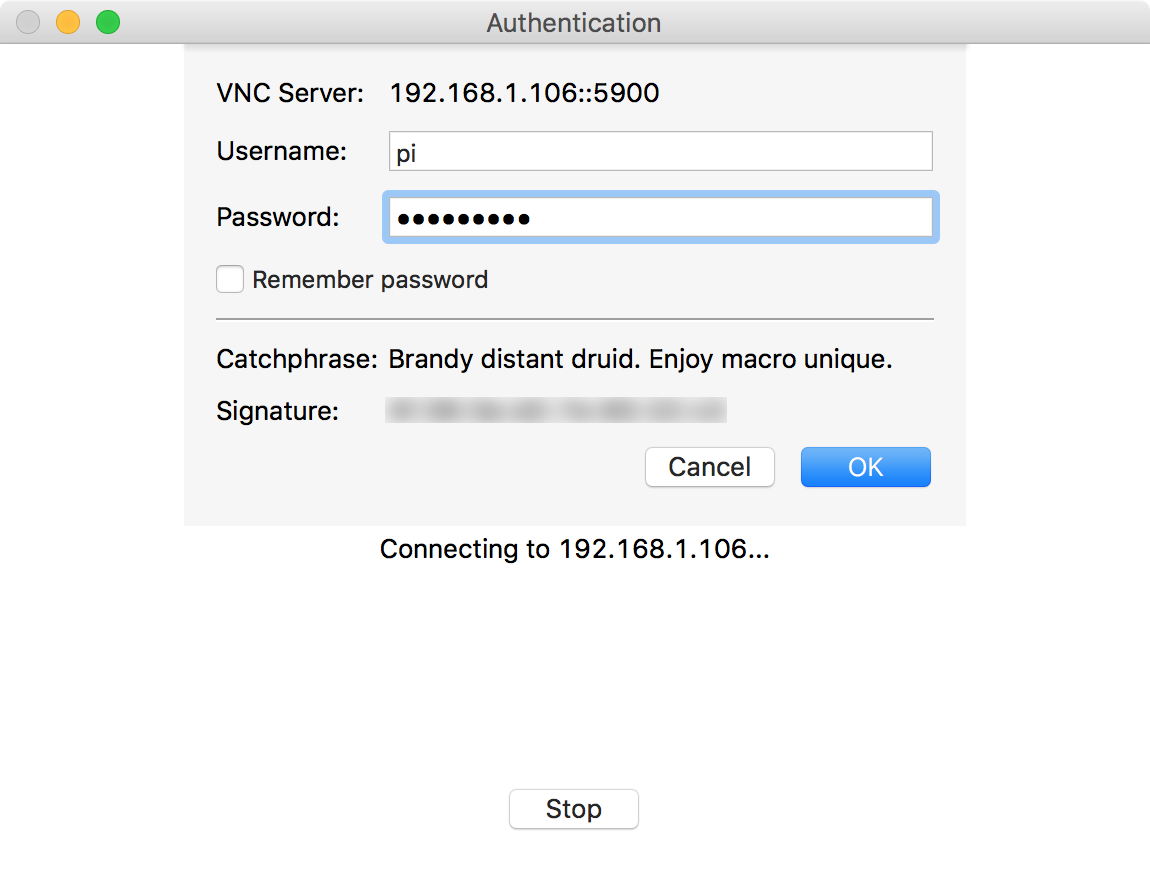 Authentication
VNC Server: 192.168.1.106::5900
Username: pi
Password: •••••••••
Remember password
Catchphrase: Brandy distant druid. Enjoy macro unique.
Signature:
Cancel OK
Connecting to 192.168.1.106...
Stop